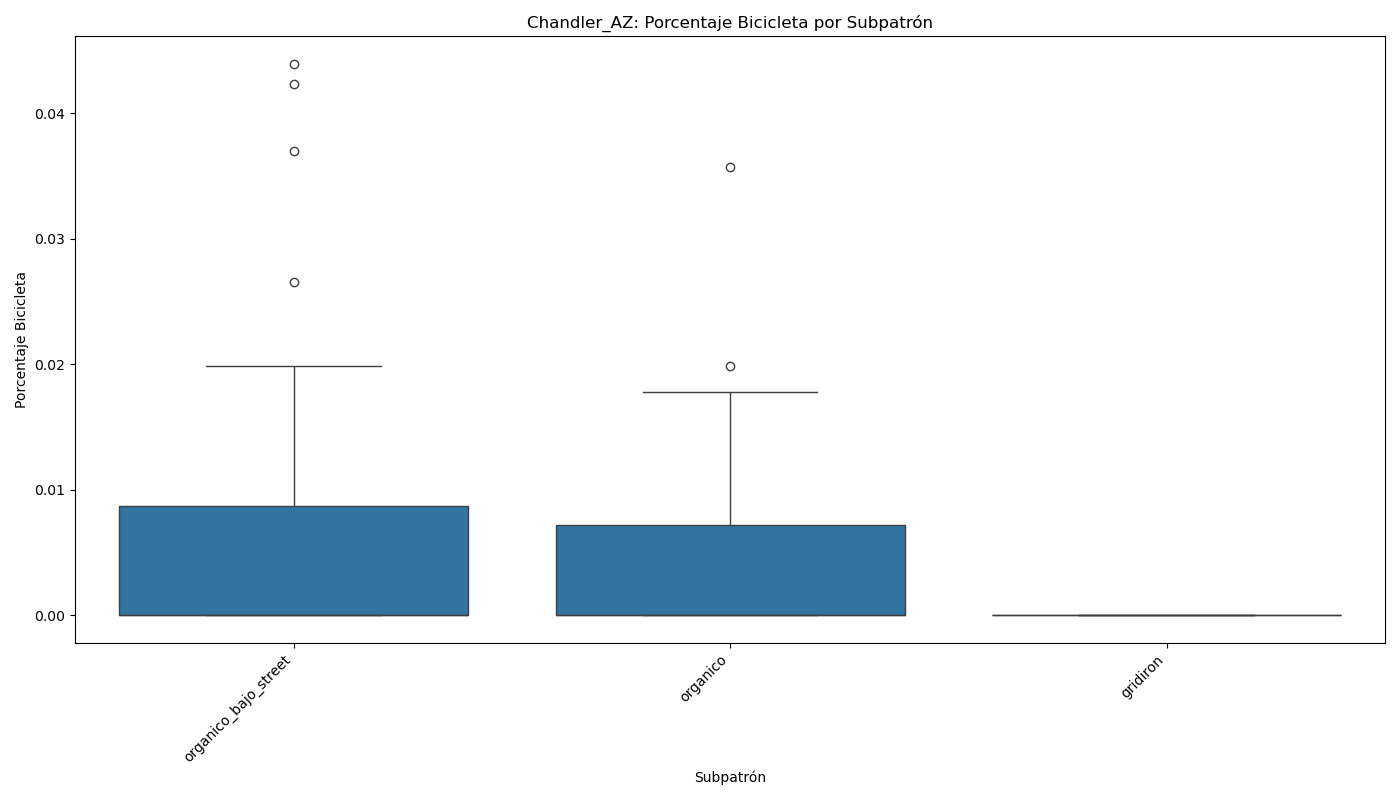 Chandler_AZ: Porcentaje Bicicleta por Subpatrón
Porcentaje Bicicleta
0.04
0.03
0.02
0.01
0.00
organico_bajo_street
organico
gridiron
Subpatrón